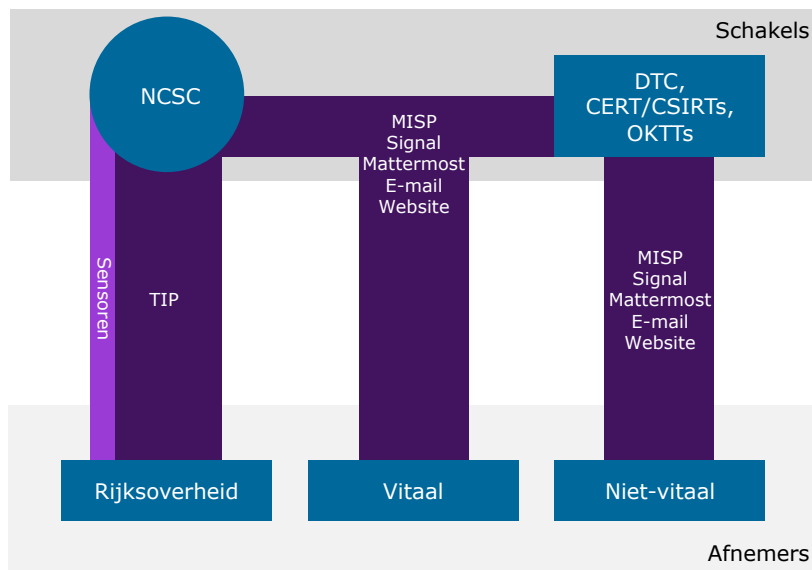 Schakels
NCSC
DTC,
CERT/CSIRTs,
OKTTs
MISP
Signal
Mattermost
E-mail
Website
Sensoren
TIP
MISP
Signal
Mattermost
E-mail
Website
Rijksoverheid
Vitaal
Niet-vitaal
Afnemers